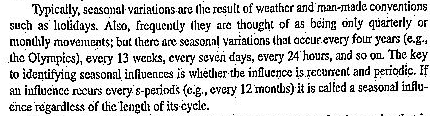 Typically, seasonal variations are the result of weather and man-made conventions
such as holidays. Also, frequently they are thought of as being only quarterly or
monthly movements; but there are seasonal variations that occur every four years (e.g.,
the Olympics), every 13 weeks, every seven days, every 24 hours, and so on. The key
to identifying seasonal influences is whether the influence is recurrent and periodic. If
an influence recurs every s-periods (e.g., every 12 months) it is called a seasonal influ-
ence regardless of the length of its cycle.